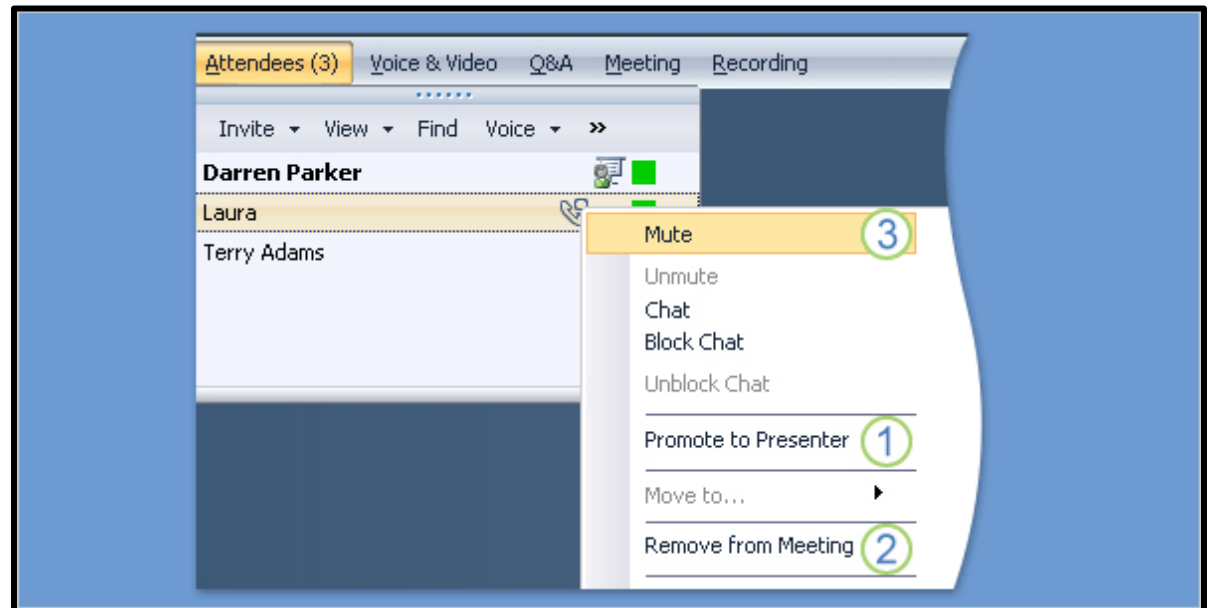 Attendees (3) Voice & Video Q&A Meeting Recording
Invite View Find Voice »
Darren Parker
Laura
Terry Adams
Mute 3
Unmute
Chat
Block Chat
Unblock Chat
Promote to Presenter 1
Move to...
Remove from Meeting 2